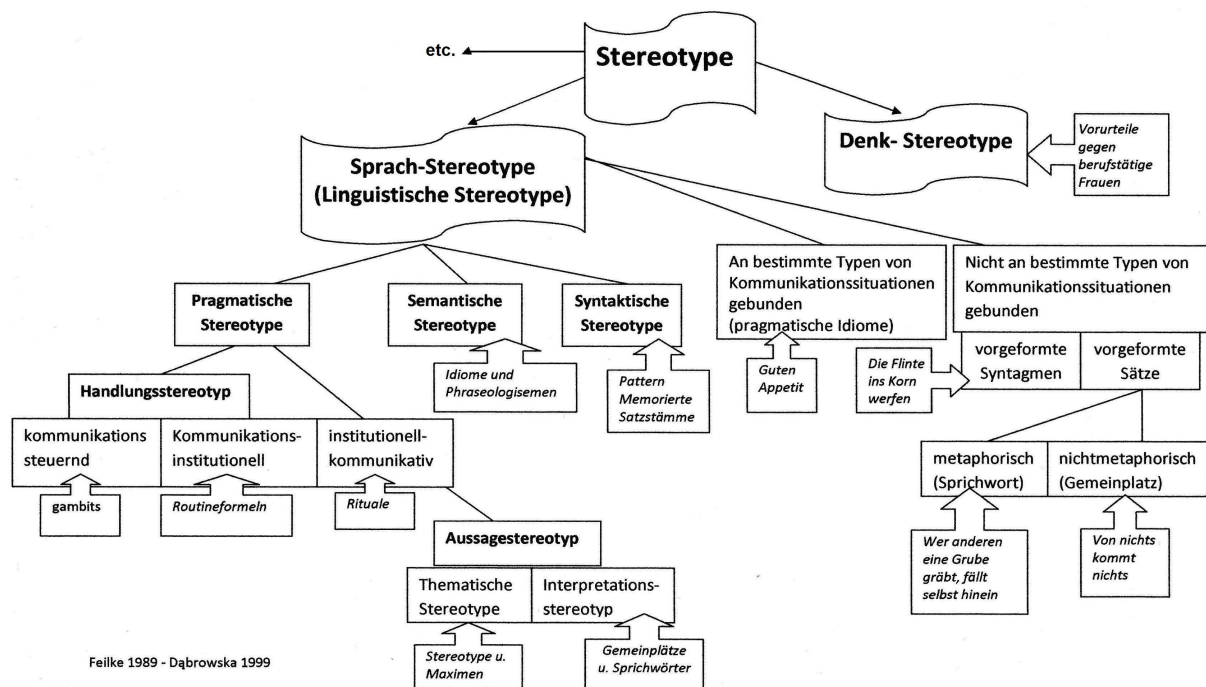 etc.
Stereotype
Denk- Stereotype
Vorurteile
gegen
berufstätige
Frauen
Sprach-Stereotype
(Linguistische Stereotype)
An bestimmte Typen von
Kommunikationssituationen
gebunden
(pragmatische Idiome)
Nicht an bestimmte Typen von
Kommunikationssituationen
gebunden
Pragmatische
Stereotype
Semantische
Stereotype
Syntaktische
Stereotype
Idiome und
Phraseologisemen
Pattern
Memorierte
Satzstämme
Guten
Appetit
Die Flinte
ins Korn
werfen
vorgeformte
Syntagmen
vorgeformte
Sätze
Handlungsstereotyp
kommunikations
steuernd
Kommunikations-
institutionell
institutionell-
kommunikativ
gambits
Routineformeln
Rituale
metaphorisch
(Sprichwort)
nichtmetaphorisch
(Gemeinplatz)
Wer anderen
eine Grube
gräbt, fällt
selbst hinein
Von nichts
kommt
nichts
Aussagestereotyp
Thematische
Stereotype
Interpretations-
stereotyp
Stereotype u.
Maximen
Gemeinplätze
u. Sprichwörter
Feilke 1989 - Dąbrowska 1999